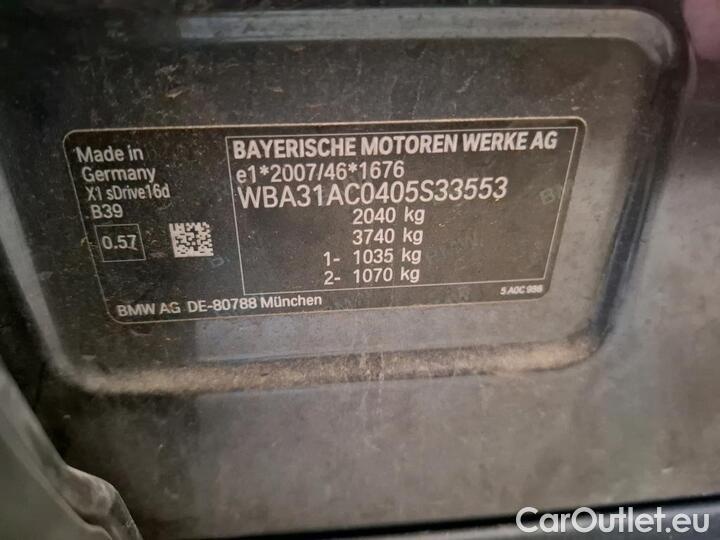 Made in
Germany
X1 sDrive16d
B39
0.57
BAYERISCHE MOTOREN WERKE AG
e1*2007/46*1676
WBA31AC0405S33553
2040 kg
3740 kg
1- 1035 kg
2- 1070 kg
BMW AG DE-80788 München
5 A0C 986
CarOutlet.eu